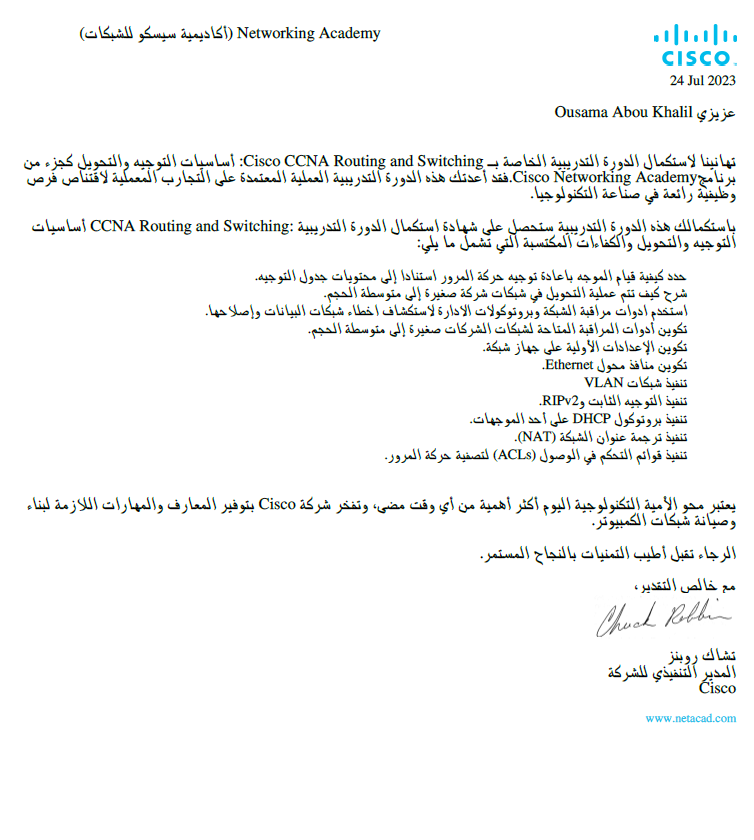 Networking Academy (أكاديمية سيسكو للشبكات)
CISCO
24 Jul 2023
عزيزي Ousama Abou Khalil
تهانينا لاستكمال الدورة التدريبية الخاصة بـ Cisco CCNA Routing and Switching: أساسيات التوجيه والتحويل كجزء من
برنامجCisco Networking Academy.فقد أعدتك هذه الدورة التدريبية العملية المعتمدة على التجارب المعملية لاقتناص فرص
وظيفية رائعة في صناعة التكنولوجيا.
باستكمالك هذه الدورة التدريبية ستحصل على شهادة استكمال الدورة التدريبية :CCNA Routing and Switching أساسيات
التوجيه والتحويل والكفاءات المكتسبة التي تشمل ما يلي:
حدد كيفية قيام الموجه باعادة توجيه حركة المرور استنادا إلى محتويات جدول التوجيه.
شرح كيف تتم عملية التحويل في شبكات شركة صغيرة إلى متوسطة الحجم.
استخدم ادوات مراقبة الشبكة وبروتوكولات الادارة لاستكشاف اخطاء شبكات البيانات وإصلاحها.
تكوين أدوات المراقبة المتاحة لشبكات الشركات صغيرة إلى متوسطة الحجم.
تكوين الإعدادات الأولية على جهاز شبكة.
تكوين منافذ محول Ethernet.
تنفيذ شبكات VLAN
تنفيذ التوجيه الثابت وRIPv2.
تنفيذ بروتوكول DHCP على أحد الموجهات.
تنفيذ ترجمة عنوان الشبكة (NAT).
تنفيذ قوائم التحكم في الوصول (ACLs) لتصفية حركة المرور.
يعتبر محو الأمية التكنولوجية اليوم أكثر أهمية من أي وقت مضى، وتفخر شركة Cisco بتوفير المعارف والمهارات اللازمة لبناء
وصيانة شبكات الكمبيوتر.
الرجاء تقبل أطيب التمنيات بالنجاح المستمر.
مع خالص التقدير،
Chuck Robbin
تشاك روبنز
المدير التنفيذي للشركة
Cisco
www.netacad.com